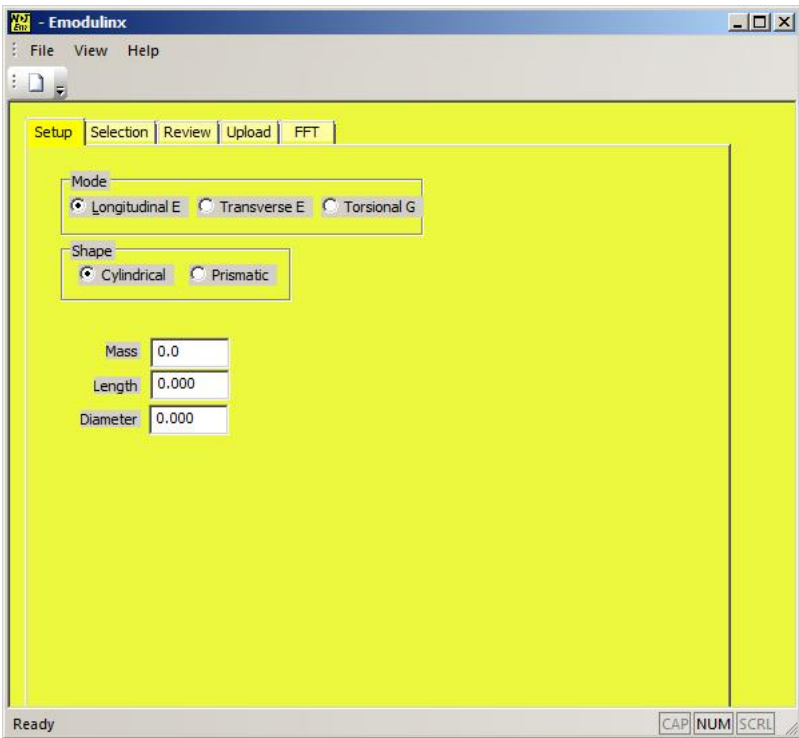 - Emodulinx
File View Help
Setup Selection Review Upload FFT
Mode
Longitudinal E Transverse E Torsional G
Shape
Cylindrical Prismatic
Mass 0.0
Length 0.000
Diameter 0.000
Ready CAP NUM SCRL